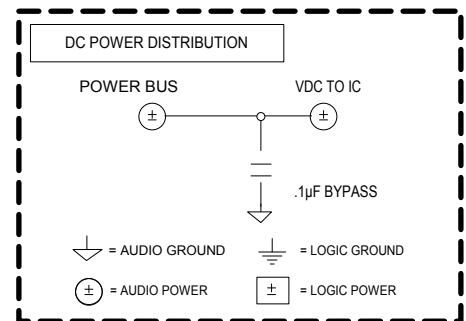 DC POWER DISTRIBUTION
POWER BUS VDC TO IC
± ±
.1µF BYPASS
= AUDIO GROUND = LOGIC GROUND
± = AUDIO POWER ± = LOGIC POWER